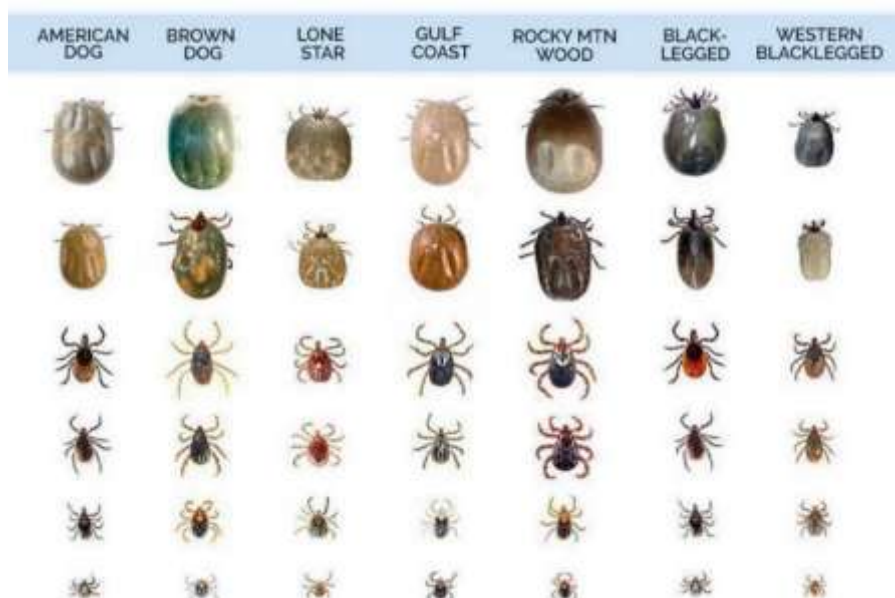 AMERICAN
DOG
BROWN
DOG
LONE
STAR
GULF
COAST
ROCKY MTN
WOOD
BLACK-
LEGGED
WESTERN
BLACKLEGGED